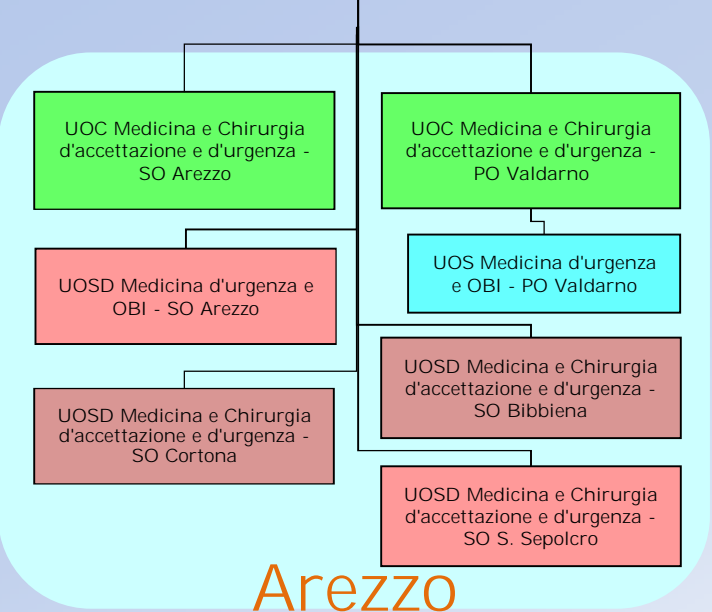 UOC Medicina e Chirurgia
d'accettazione e d'urgenza -
SO Arezzo
UOC Medicina e Chirurgia
d'accettazione e d'urgenza -
PO Valdarno
UOSD Medicina d'urgenza e
OBI - SO Arezzo
UOS Medicina d'urgenza
e OBI - PO Valdarno
UOSD Medicina e Chirurgia
d'accettazione e d'urgenza -
SO Bibbiena
UOSD Medicina e Chirurgia
d'accettazione e d'urgenza -
SO Cortona
UOSD Medicina e Chirurgia
d'accettazione e d'urgenza -
SO S. Sepolcro
Arezzo